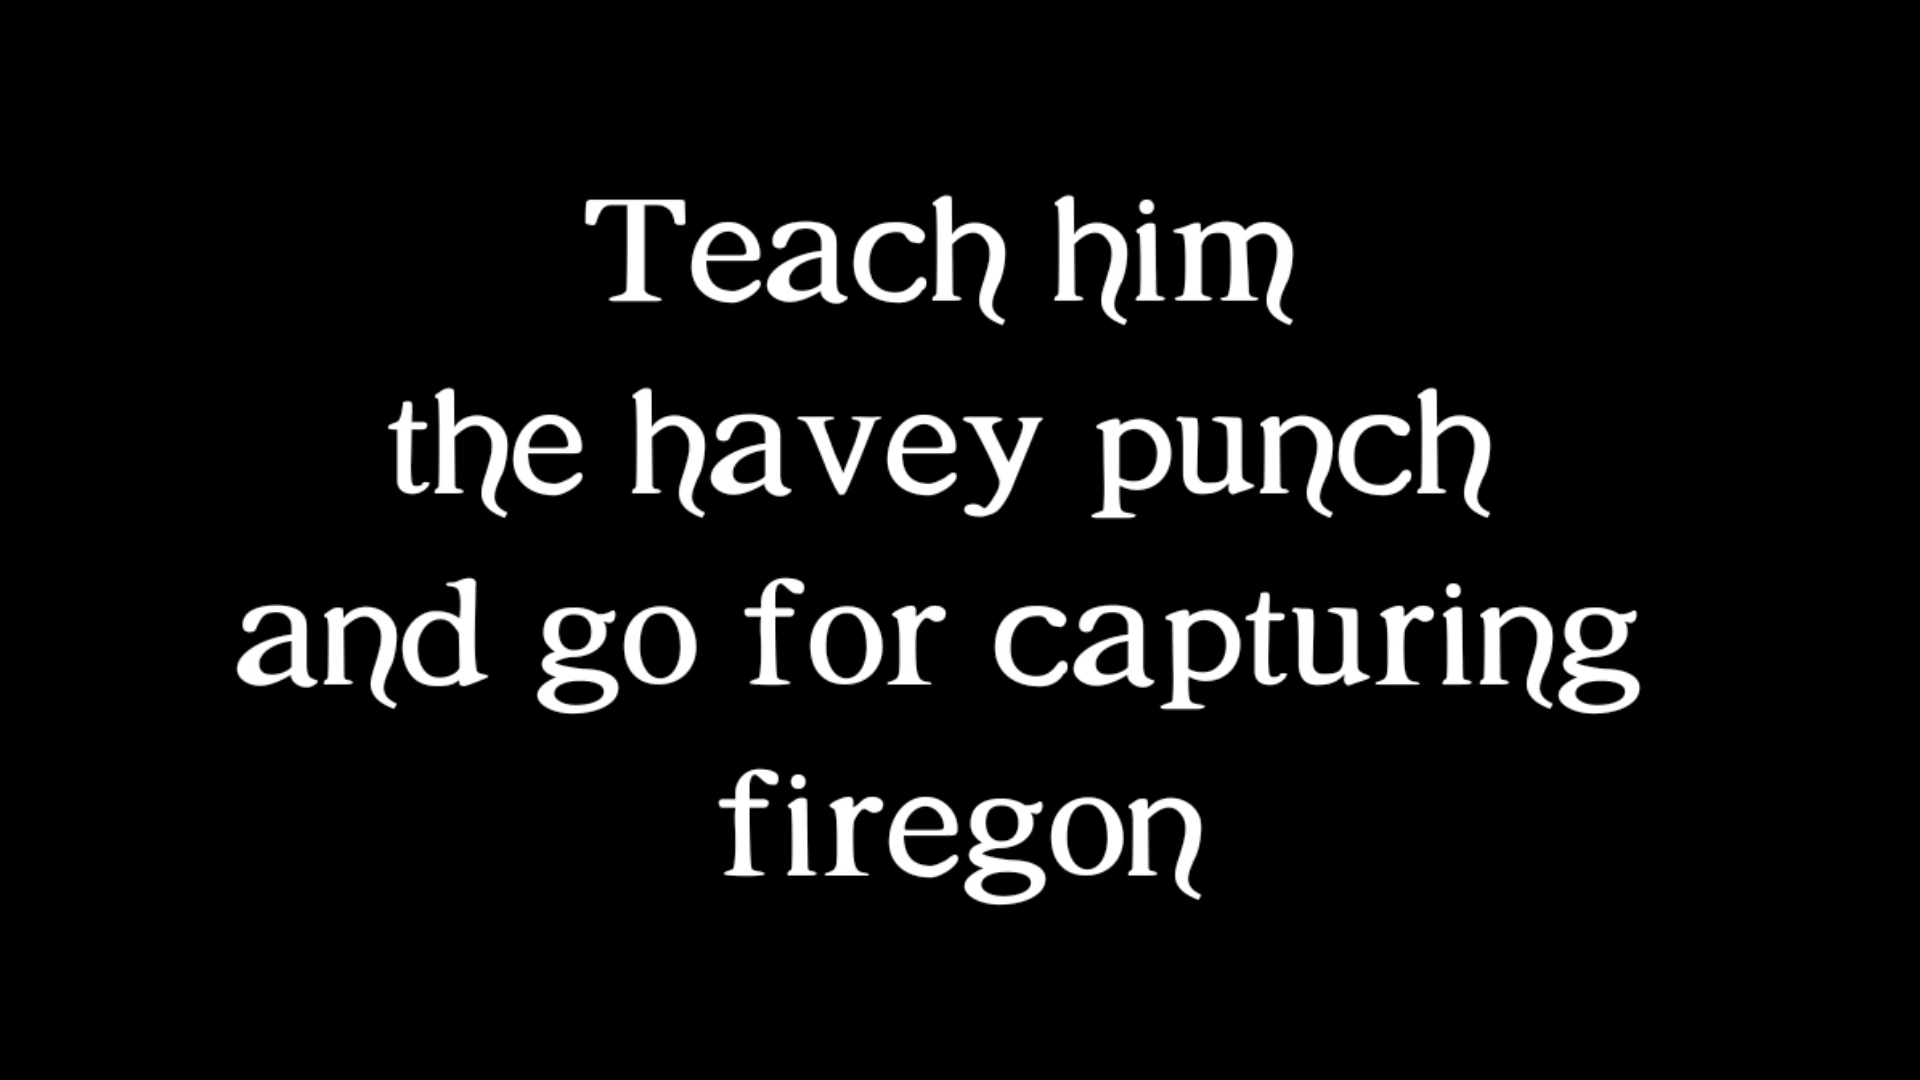 Teach him
the havey punch
and go for capturing
firegon